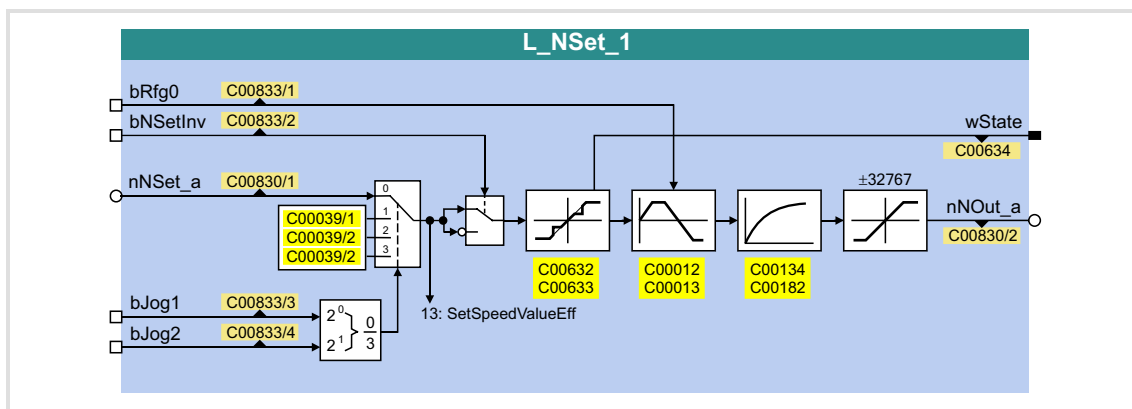 L_NSet_1
bRfg0 C00833/1
bNSetInv C00833/2
wState
C00634
nNSet_a C00830/1
0
1
2
3
C00039/1
C00039/2
C00039/2
±32767
nNOut_a
C00830/2
C00632
C00633
C00012
C00013
C00134
C00182
bJog1 C00833/3
bJog2 C00833/4
2⁰
2¹
0
3
13: SetSpeedValueEff